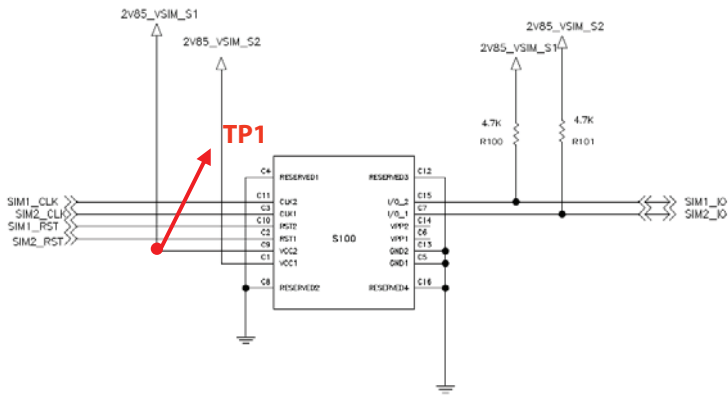 2V85_VSIM_S1
2V85_VSIM_S2
2V85_VSIM_S2
2V85_VSIM_S1
TP1
4.7K
R100
4.7K
R101
C4 RESERVED1 RESERVED3 C12
SIM1_CLK C11 CLK2 I/O_2 C15 SIM1_IO
SIM2_CLK C3 CLK1 I/O_1 C7 SIM2_IO
SIM1_RST C10 RST2 VPP2 C14
SIM2_RST C2 RST1 S100 VPP1 C6
C9 VCC2 GND2 C13
C1 VCC1 GND1 C5
C8 RESERVED2 RESERVED4 C16